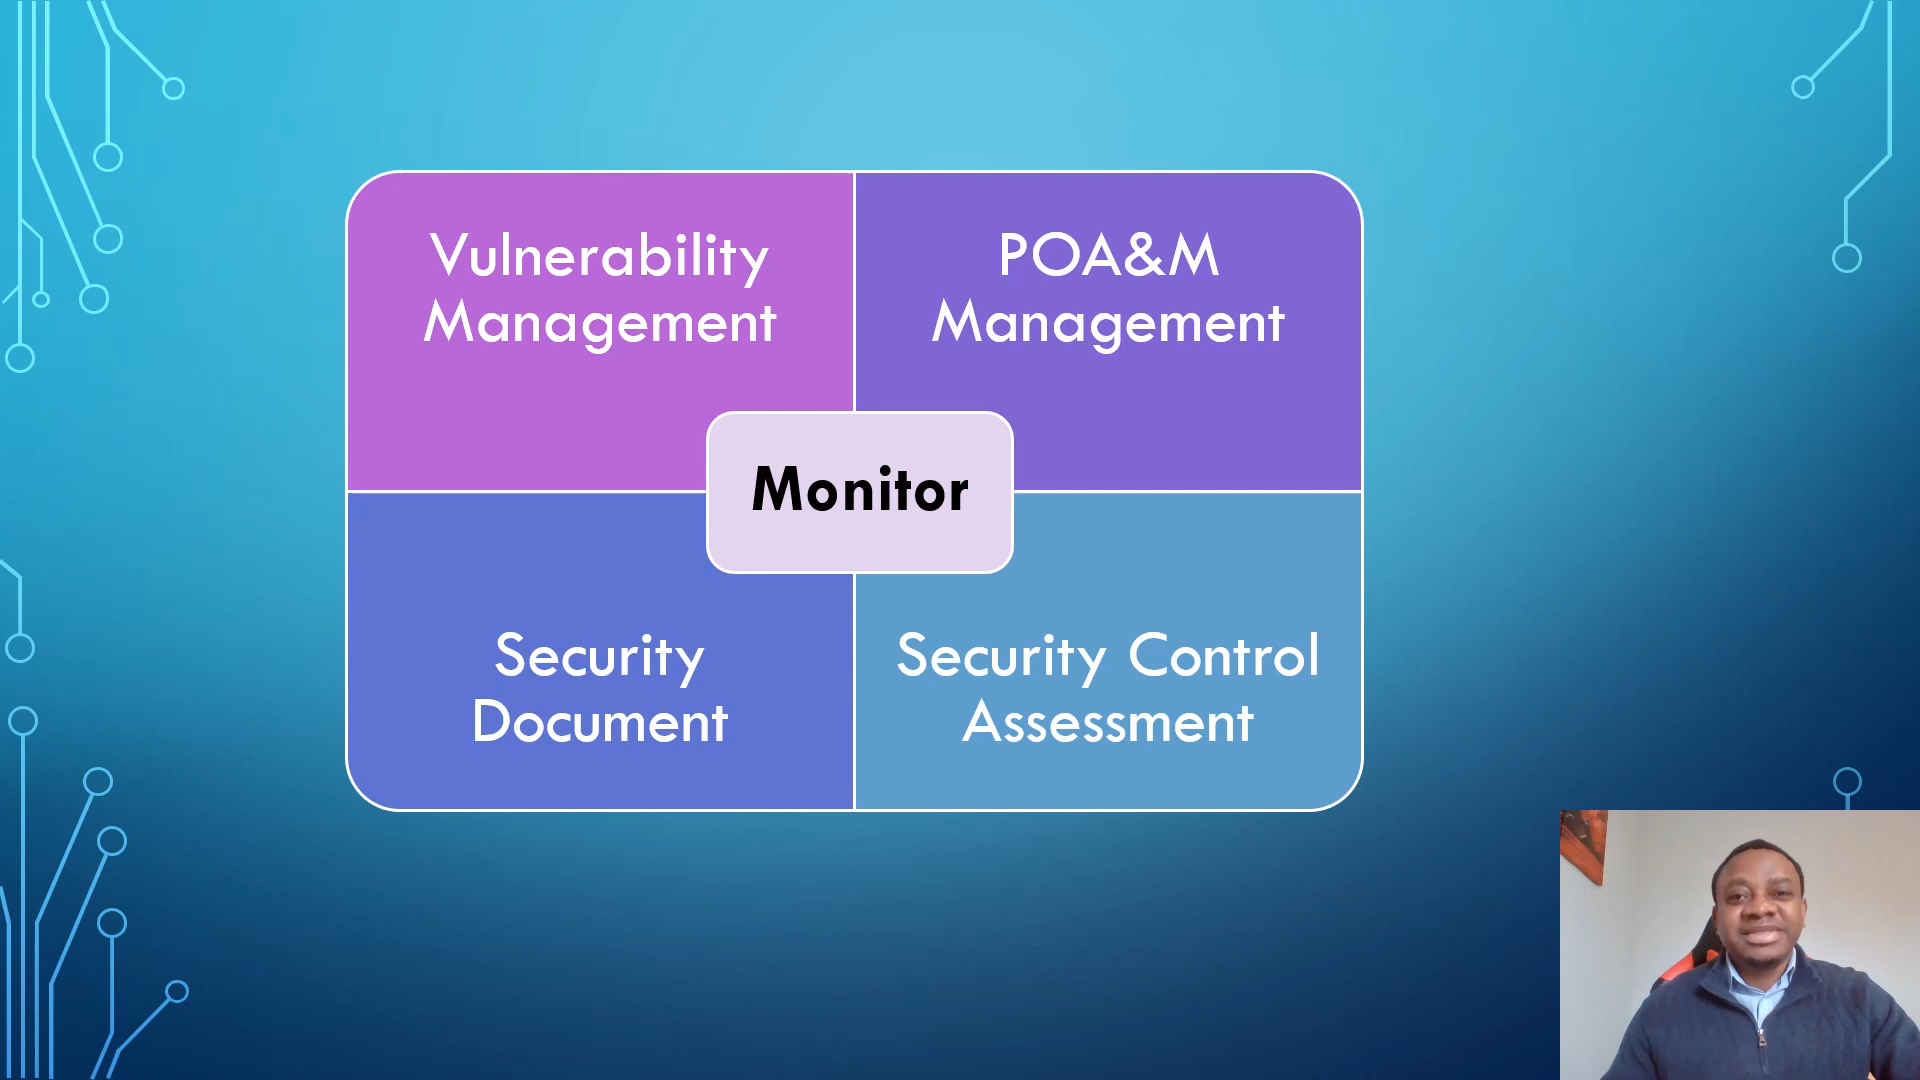 Vulnerability
Management
POA&M
Management
Monitor
Security
Document
Security Control
Assessment